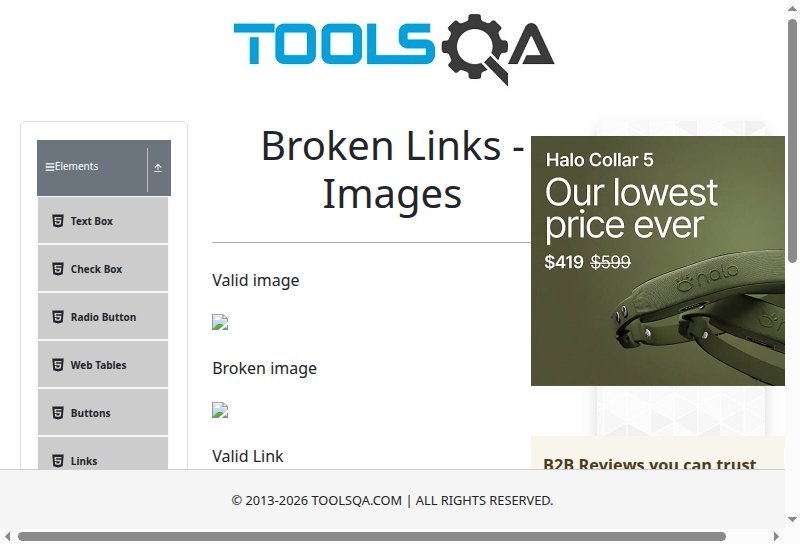 TOOLSQA
Elements
Text Box
Check Box
Radio Button
Web Tables
Buttons
Links
Broken Links -
Images
Valid image
Broken image
Valid Link
Halo Collar 5
Our lowest
price ever
$419 $599
halo
B2B Reviews you can trust
© 2013-2026 TOOLSQA.COM | ALL RIGHTS RESERVED.